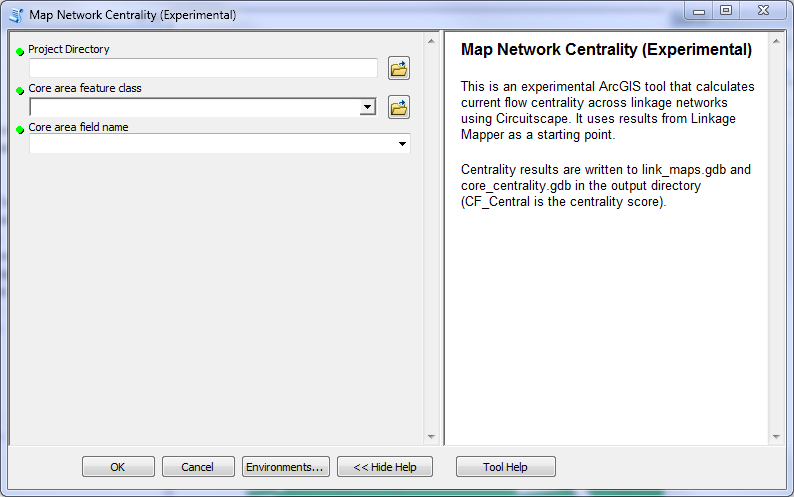 Map Network Centrality (Experimental)
Project Directory
Core area feature class
Core area field name
Map Network Centrality (Experimental)
This is an experimental ArcGIS tool that calculates
current flow centrality across linkage networks
using Circuitscape. It uses results from Linkage
Mapper as a starting point.
Centrality results are written to link_maps.gdb and
core_centrality.gdb in the output directory
(CF_Central is the centrality score).
OK
Cancel
Environments...
<< Hide Help
Tool Help